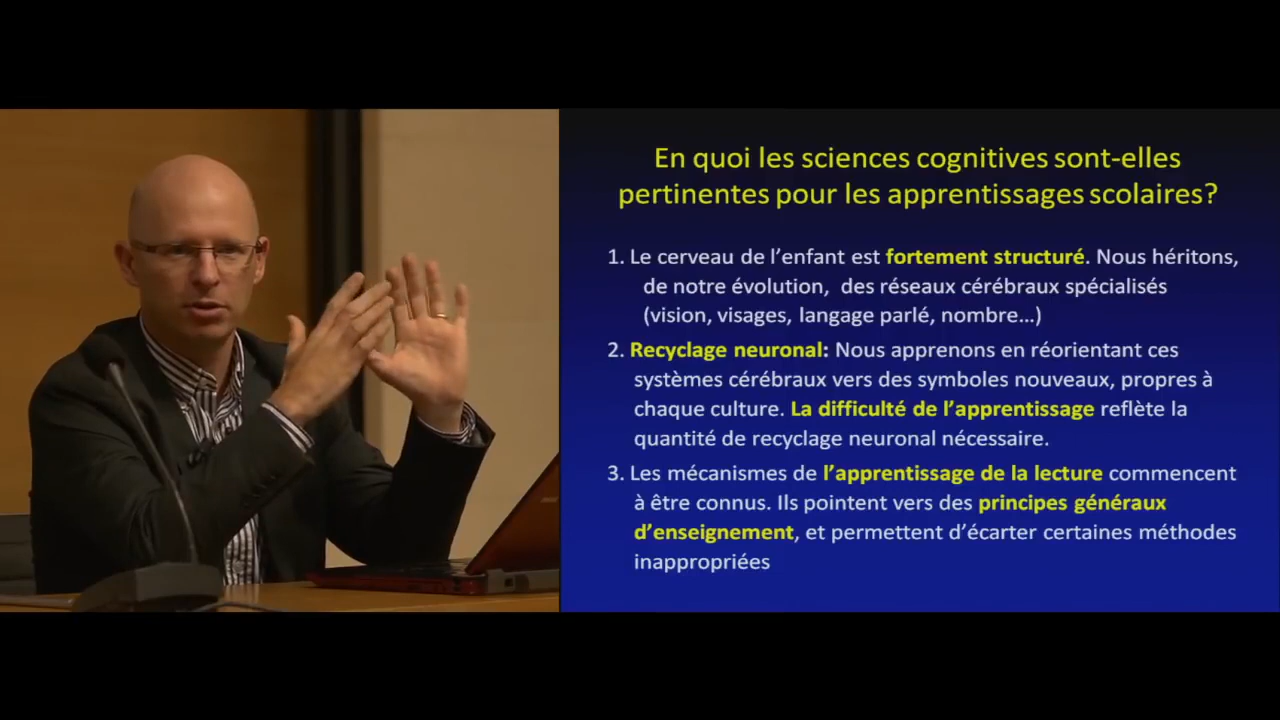 En quoi les sciences cognitives sont-elles
pertinentes pour les apprentissages scolaires?
1. Le cerveau de l'enfant est fortement structuré. Nous héritons,
de notre évolution, des réseaux cérébraux spécialisés
(vision, visages, langage parlé, nombre...)
2. Recyclage neuronal: Nous apprenons en réorientant ces
systèmes cérébraux vers des symboles nouveaux, propres à
chaque culture. La difficulté de l'apprentissage reflète la
quantité de recyclage neuronal nécessaire.
3. Les mécanismes de l'apprentissage de la lecture commencent
à être connus. Ils pointent vers des principes généraux
d'enseignement, et permettent d'écarter certaines méthodes
inappropriées